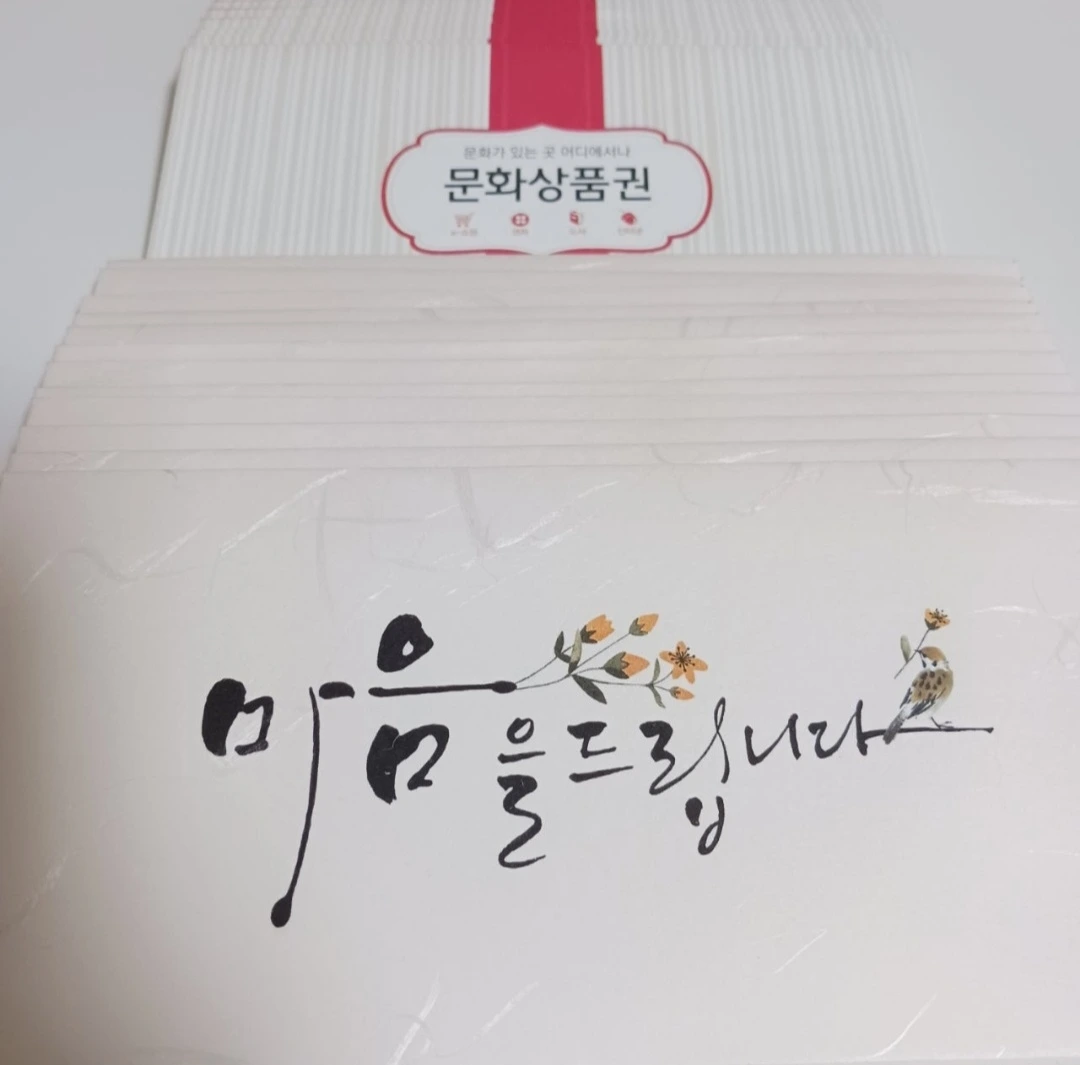 문화가 있는 곳 어디에서나
문화상품권
마음을드립니다